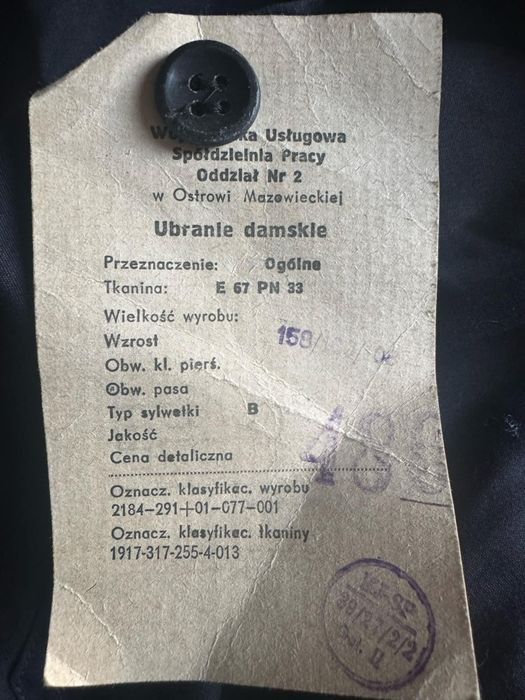 Usługowa
Spółdzielnia Pracy
Oddział Nr 2
w Ostrowi Mazowieckiej
Ubranie damskie
Przeznaczenie: Ogólne
Tkanina: E 67 PN 33
Wielkość wyrobu:
Wzrost 158/
Obw. kl. pierś.
Obw. pasa
Typ sylwetki B
Jakość
Cena detaliczna
Oznacz. klasyfikac. wyrobu
2184-291+01-077-001
Oznacz. klasyfikac. tkaniny
1917-317-255-4-013